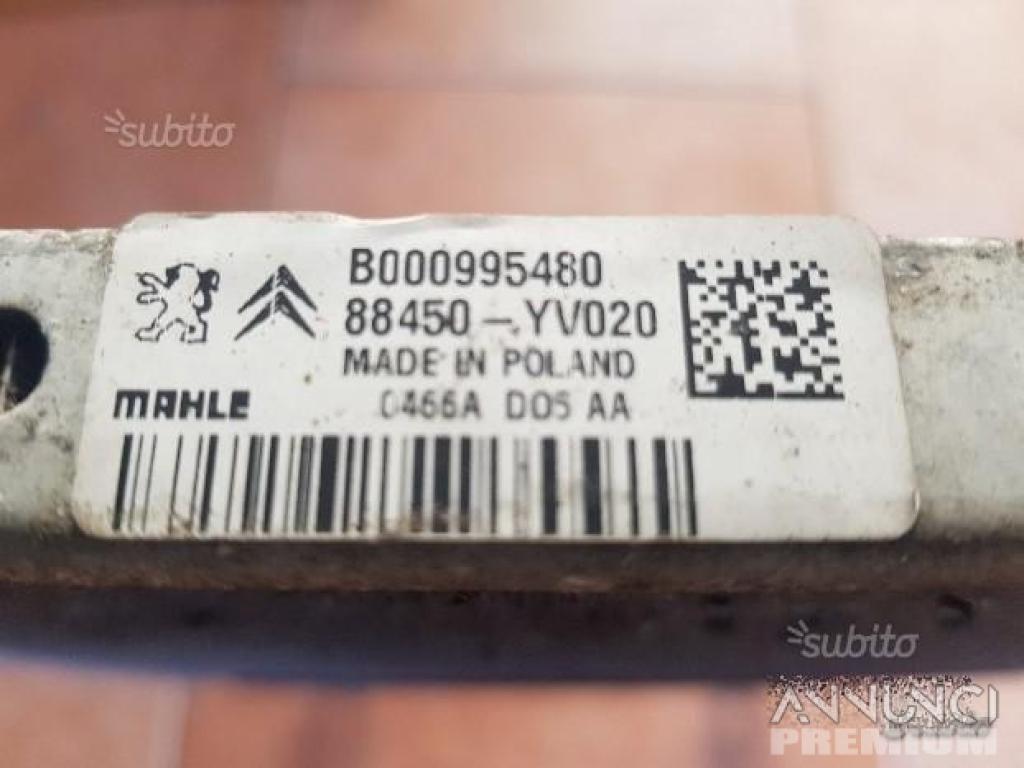 subito
B000995480
88450-YV020
MADE IN POLAND
MAHLE
0466A D05 AA
subito
ANNUNCI
PREMIUM